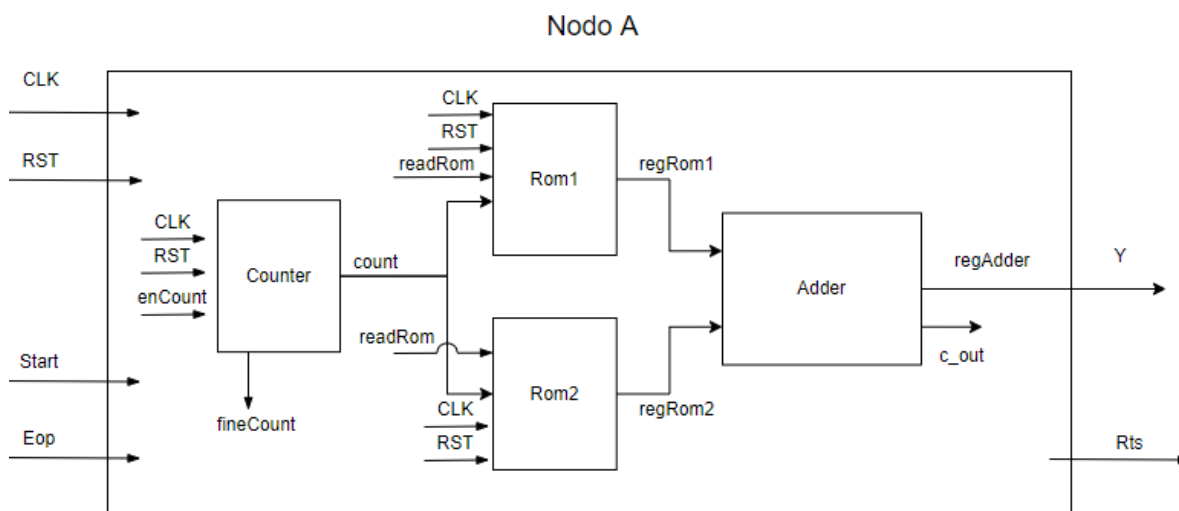 Nodo A
CLK
RST
Start
Eop
CLK
RST
enCount
Counter
fineCount
count
CLK
RST
readRom
Rom1
regRom1
readRom
Rom2
CLK
RST
regRom2
Adder
regAdder
c_out
Y
Rts